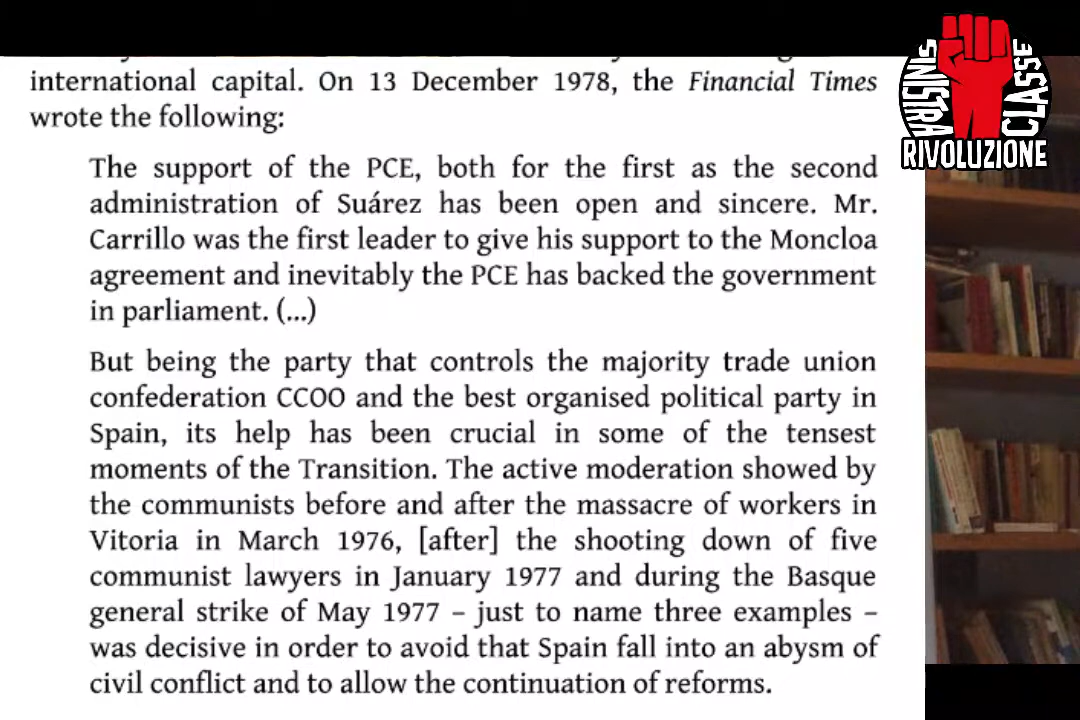 international capital. On 13 December 1978, the Financial Times
wrote the following:
The support of the PCE, both for the first as the second
administration of Suárez has been open and sincere. Mr.
Carrillo was the first leader to give his support to the Moncloa
agreement and inevitably the PCE has backed the government
in parliament. (...)
But being the party that controls the majority trade union
confederation CCOO and the best organised political party in
Spain, its help has been crucial in some of the tensest
moments of the Transition. The active moderation showed by
the communists before and after the massacre of workers in
Vitoria in March 1976, [after] the shooting down of five
communist lawyers in January 1977 and during the Basque
general strike of May 1977 – just to name three examples –
was decisive in order to avoid that Spain fall into an abysm of
civil conflict and to allow the continuation of reforms.
SINISTRA
CLASSE
RIVOLUZIONE